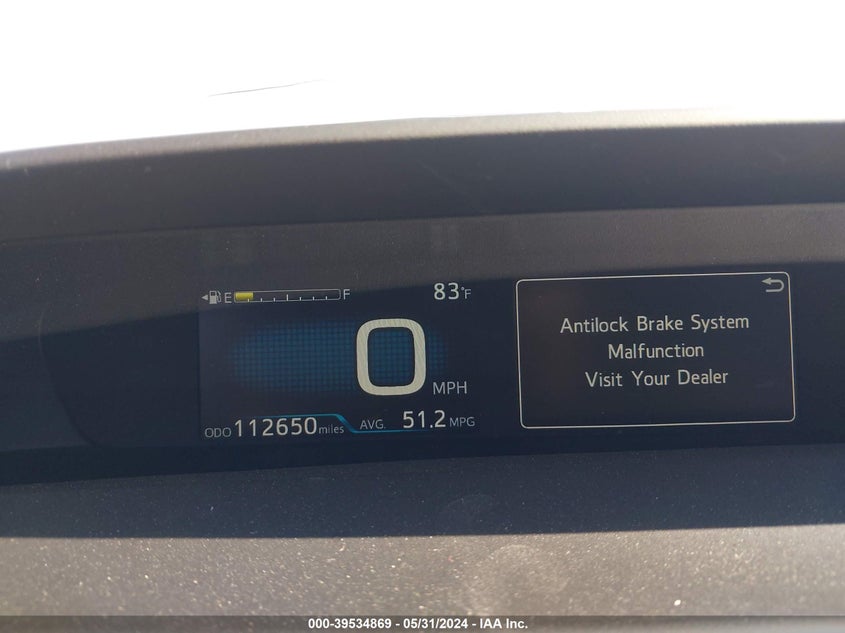 E F 83°F
0 MPH
ODO 112650 miles AVG. 51.2 MPG
Antilock Brake System
Malfunction
Visit Your Dealer
000-39534869 - 05/31/2024 - IAA Inc.